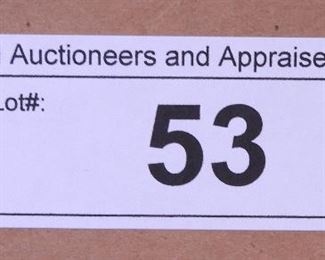 Auctioneers and Appraise
Lot#:
53